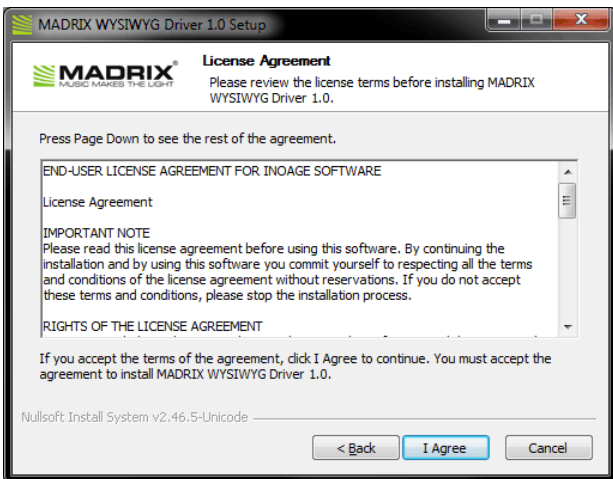 MADRIX WYSIWYG Driver 1.0 Setup
MADRIX®
MUSIC MAKES THE LIGHT
License Agreement
Please review the license terms before installing MADRIX
WYSIWYG Driver 1.0.
Press Page Down to see the rest of the agreement.
END-USER LICENSE AGREEMENT FOR INOAGE SOFTWARE
License Agreement
IMPORTANT NOTE
Please read this license agreement before using this software. By continuing the
installation and by using this software you commit yourself to respecting all the terms
and conditions of the license agreement without reservations. If you do not accept
these terms and conditions, please stop the installation process.
RIGHTS OF THE LICENSE AGREEMENT
If you accept the terms of the agreement, click I Agree to continue. You must accept the
agreement to install MADRIX WYSIWYG Driver 1.0.
Nullsoft Install System v2.46.5-Unicode
< Back
I Agree
Cancel